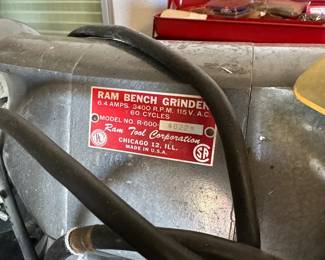 RAM BENCH GRINDER
6.4 AMPS. 3400 R.P.M. 115 V. A.C.
60 CYCLES
MODEL NO. R-600-
Ram Tool Corporation
CHICAGO 12, ILL.
MADE IN U.S.A.